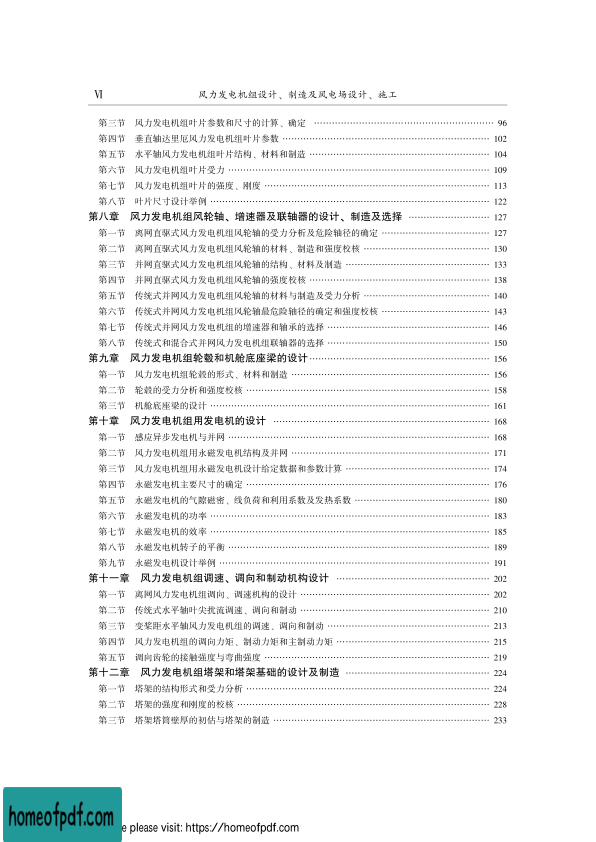 Ⅵ 风力发电机组设计、制造及风电场设计、施工
第三节 风力发电机组叶片参数和尺寸的计算、确定 …… 96
第四节 垂直轴达里厄风力发电机组叶片参数 …… 102
第五节 水平轴风力发电机组叶片结构、材料和制造 …… 104
第六节 风力发电机组叶片受力 …… 109
第七节 风力发电机组叶片的强度、刚度 …… 113
第八节 叶片尺寸设计举例 …… 122
第八章 风力发电机组风轮轴、增速器及联轴器的设计、制造及选择 …… 127
第一节 离网直驱式风力发电机组风轮轴的受力分析及危险轴径的确定 …… 127
第二节 离网直驱式风力发电机组风轮轴的材料、制造和强度校核 …… 130
第三节 并网直驱式风力发电机组风轮轴的结构、材料及制造 …… 133
第四节 并网直驱式风力发电机组风轮轴的强度校核 …… 138
第五节 传统式并网风力发电机组风轮轴的材料与制造及受力分析 …… 140
第六节 传统式并网风力发电机组风轮轴最危险轴径的确定和强度校核 …… 143
第七节 传统式并网风力发电机组的增速器和轴承的选择 …… 146
第八节 传统式和混合式并网风力发电机组联轴器的选择 …… 150
第九章 风力发电机组轮毂和机舱底座梁的设计 …… 156
第一节 风力发电机组轮毂的形式、材料和制造 …… 156
第二节 轮毂的受力分析和强度校核 …… 158
第三节 机舱底座梁的设计 …… 161
第十章 风力发电机组用发电机的设计 …… 168
第一节 感应异步发电机与并网 …… 168
第二节 风力发电机组用永磁发电机结构及并网 …… 171
第三节 风力发电机组用永磁发电机设计给定数据和参数计算 …… 174
第四节 永磁发电机主要尺寸的确定 …… 176
第五节 永磁发电机的气隙磁密、线负荷和利用系数及发热系数 …… 180
第六节 永磁发电机的功率 …… 183
第七节 永磁发电机的效率 …… 185
第八节 永磁发电机转子的平衡 …… 189
第九节 永磁发电机设计举例 …… 191
第十一章 风力发电机组调速、调向和制动机构设计 …… 202
第一节 离网风力发电机组调向、调速机构的设计 …… 202
第二节 传统式水平轴叶尖扰流调速、调向和制动 …… 210
第三节 变桨距水平轴风力发电机组的调速、调向和制动 …… 213
第四节 风力发电机组的调向力矩、制动力矩和主制动力矩 …… 215
第五节 调向齿轮的接触强度与弯曲强度 …… 219
第十二章 风力发电机组塔架和塔架基础的设计及制造 …… 224
第一节 塔架的结构形式和受力分析 …… 224
第二节 塔架的强度和刚度的校核 …… 228
第三节 塔架塔筒壁厚的初估与塔架的制造 …… 233
homeofpdf.com
e please visit: https://homeofpdf.com